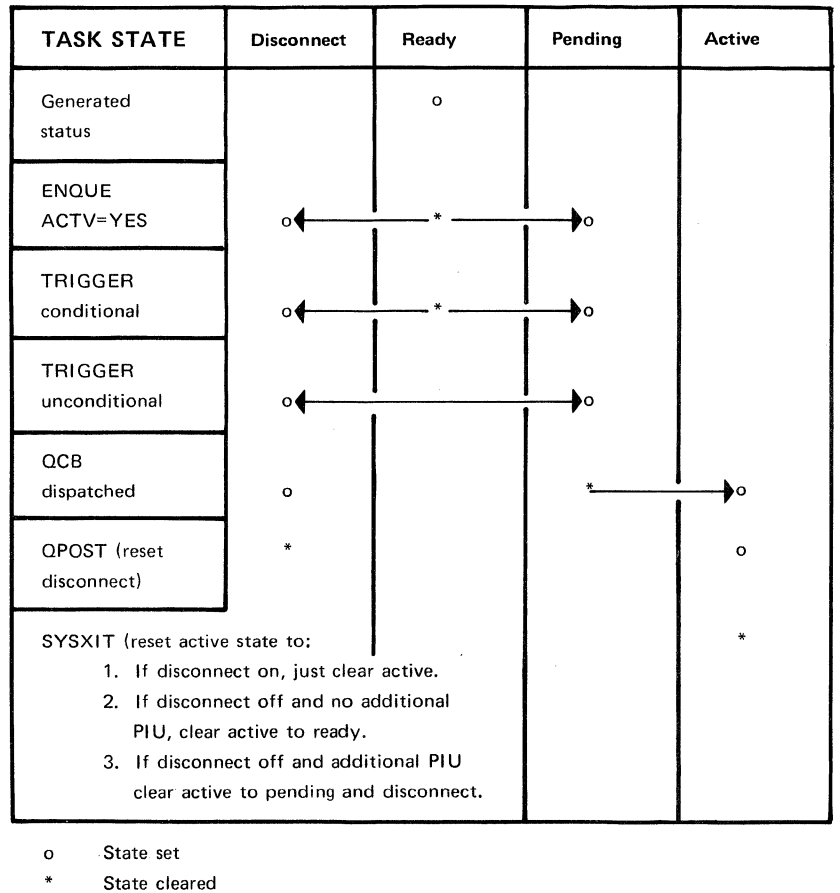 TASK STATE Disconnect Ready Pending Active
Generated
status
o
ENQUE
ACTV=YES
o * o
TRIGGER
conditional
o * o
TRIGGER
unconditional
o o
QCB
dispatched
o * o
QPOST (reset
disconnect)
* o
SYSXIT (reset active state to: *
1. If disconnect on, just clear active.
2. If disconnect off and no additional
PIU, clear active to ready.
3. If disconnect off and additional PIU
clear active to pending and disconnect.
o State set
* State cleared